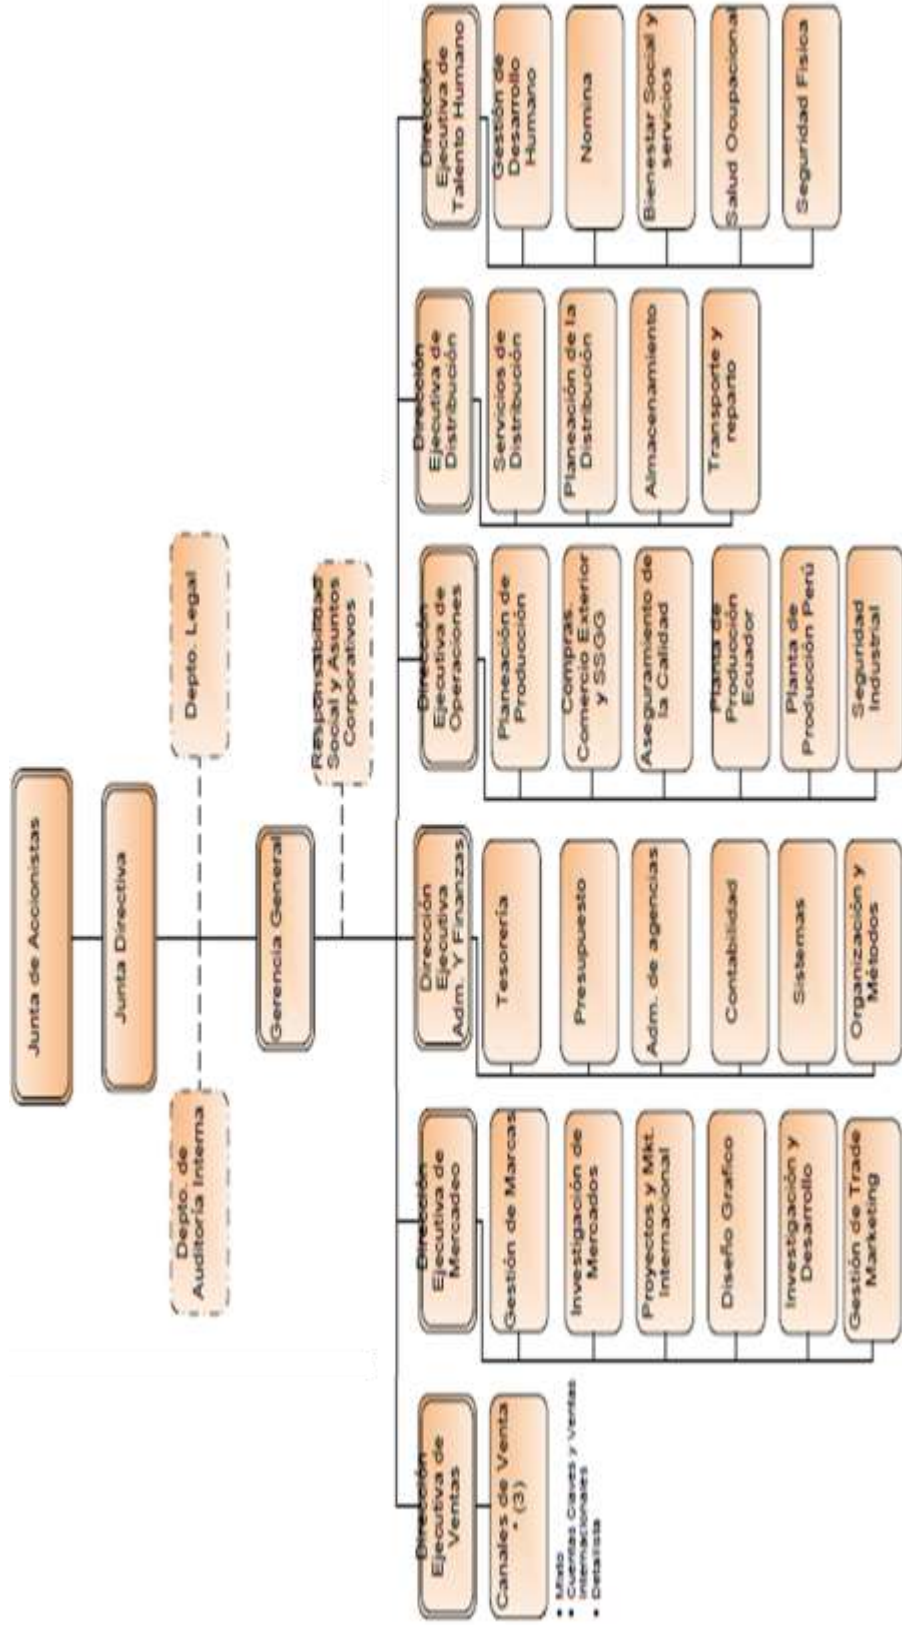 Junta de Accionistas
Junta Directiva
Depto. de
Auditoría Interna
Depto. Legal
Gerencia General
Responsabilidad
Social y Asuntos
Corporativos
Dirección
Ejecutiva de
Ventas
Canales de Venta
* (3)
• Mixto
• Cuentas Claves y Ventas
Internacionales
• Detallista
Dirección
Ejecutiva de
Mercadeo
Gestión de Marcas
Investigación de
Mercados
Proyectos y Mkt.
Internacional
Diseño Grafico
Investigación y
Desarrollo
Gestión de Trade
Marketing
Dirección
Ejecutiva
Adm. Y Finanzas
Tesorería
Presupuesto
Adm. de agencias
Contabilidad
Sistemas
Organización y
Métodos
Dirección
Ejecutiva de
Operaciones
Planeación de
Producción
Compras,
Comercio Exterior
y SSGG
Aseguramiento de
la Calidad
Planta de
Producción
Ecuador
Planta de
Producción Perú
Seguridad
Industrial
Dirección
Ejecutiva de
Distribución
Servicios de
Distribución
Planeación de la
Distribución
Almacenamiento
Transporte y
reparto
Dirección
Ejecutiva de
Talento Humano
Gestión de
Desarrollo
Humano
Nomina
Bienestar Social y
servicios
Salud Ocupacional
Seguridad Fisica